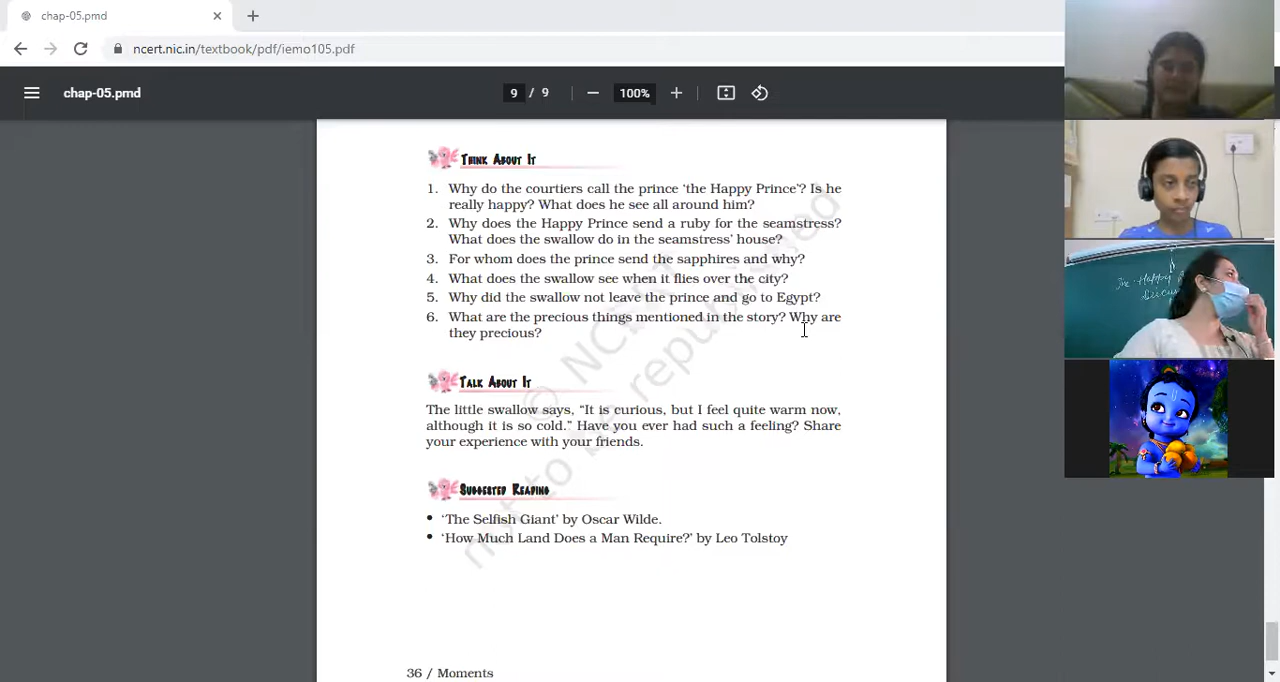 chap-05.pmd
ncert.nic.in/textbook/pdf/iemo105.pdf
chap-05.pmd
9 / 9
100%
THINK ABOUT IT
1. Why do the courtiers call the prince ‘the Happy Prince’? Is he
really happy? What does he see all around him?
2. Why does the Happy Prince send a ruby for the seamstress?
What does the swallow do in the seamstress’ house?
3. For whom does the prince send the sapphires and why?
4. What does the swallow see when it flies over the city?
5. Why did the swallow not leave the prince and go to Egypt?
6. What are the precious things mentioned in the story? Why are
they precious?
TALK ABOUT IT
The little swallow says, “It is curious, but I feel quite warm now,
although it is so cold.” Have you ever had such a feeling? Share
your experience with your friends.
SUGGESTED READING
• ‘The Selfish Giant’ by Oscar Wilde.
• ‘How Much Land Does a Man Require?’ by Leo Tolstoy
36 / Moments
© NCERT
not to be republished
The Happy